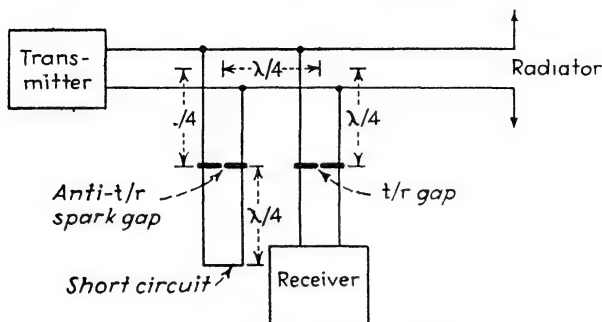 Trans-
mitter
λ/4
Radiator
./4
λ/4
Anti-t/r
spark gap
λ/4
t/r gap
Short circuit
Receiver